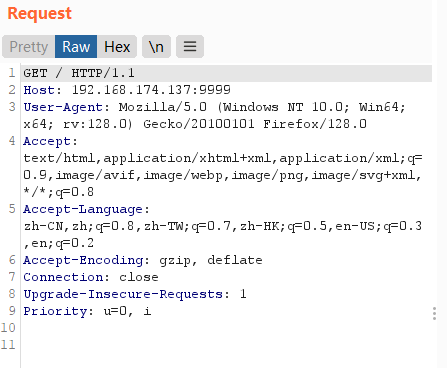 Request
Pretty Raw Hex \n
1 GET / HTTP/1.1
2 Host: 192.168.174.137:9999
3 User-Agent: Mozilla/5.0 (Windows NT 10.0; Win64;
x64; rv:128.0) Gecko/20100101 Firefox/128.0
4 Accept:
text/html,application/xhtml+xml,application/xml;q=
0.9,image/avif,image/webp,image/png,image/svg+xml,
*/*;q=0.8
5 Accept-Language:
zh-CN,zh;q=0.8,zh-TW;q=0.7,zh-HK;q=0.5,en-US;q=0.3
,en;q=0.2
6 Accept-Encoding: gzip, deflate
7 Connection: close
8 Upgrade-Insecure-Requests: 1
9 Priority: u=0, i
10
11